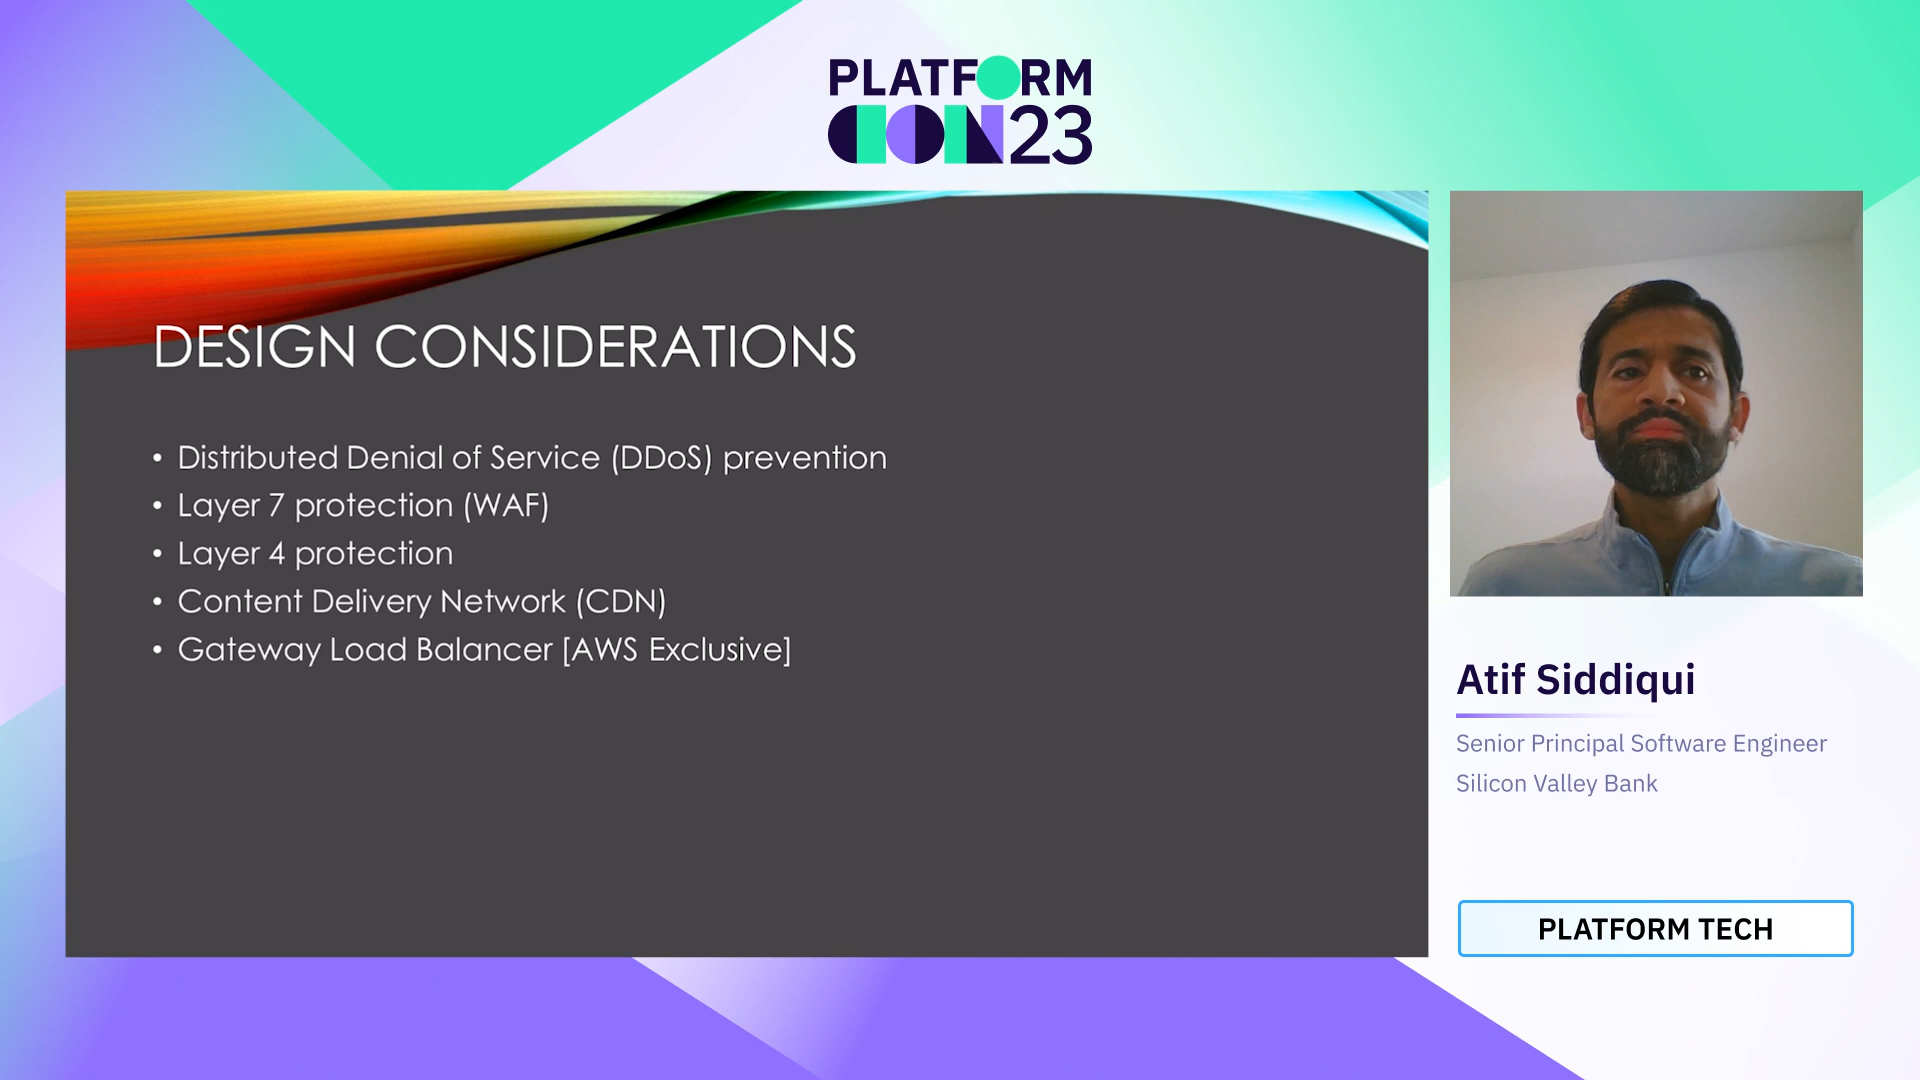 PLATFORM
CON23
DESIGN CONSIDERATIONS
• Distributed Denial of Service (DDoS) prevention
• Layer 7 protection (WAF)
• Layer 4 protection
• Content Delivery Network (CDN)
• Gateway Load Balancer [AWS Exclusive]
Atif Siddiqui
Senior Principal Software Engineer
Silicon Valley Bank
PLATFORM TECH